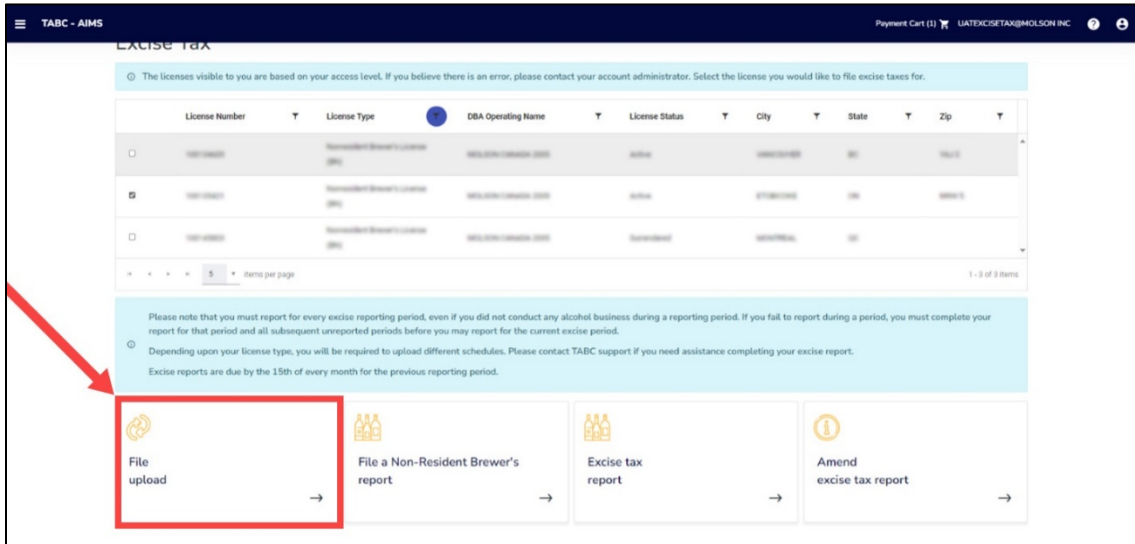 TABC - AIMS
Payment Cart (1) UATEXCISETAX@MOLSON INC
Excise Tax
The licenses visible to you are based on your access level. If you believe there is an error, please contact your account administrator. Select the license you would like to file excise taxes for.
License Number License Type DBA Operating Name License Status City State Zip
5 items per page 1 - 3 of 3 items
Please note that you must report for every excise reporting period, even if you did not conduct any alcohol business during a reporting period. If you fail to report during a period, you must complete your
report for that period and all subsequent unreported periods before you may report for the current excise period.
Depending upon your license type, you will be required to upload different schedules. Please contact TABC support if you need assistance completing your excise report.
Excise reports are due by the 15th of every month for the previous reporting period.
File
upload
File a Non-Resident Brewer's
report
Excise tax
report
Amend
excise tax report